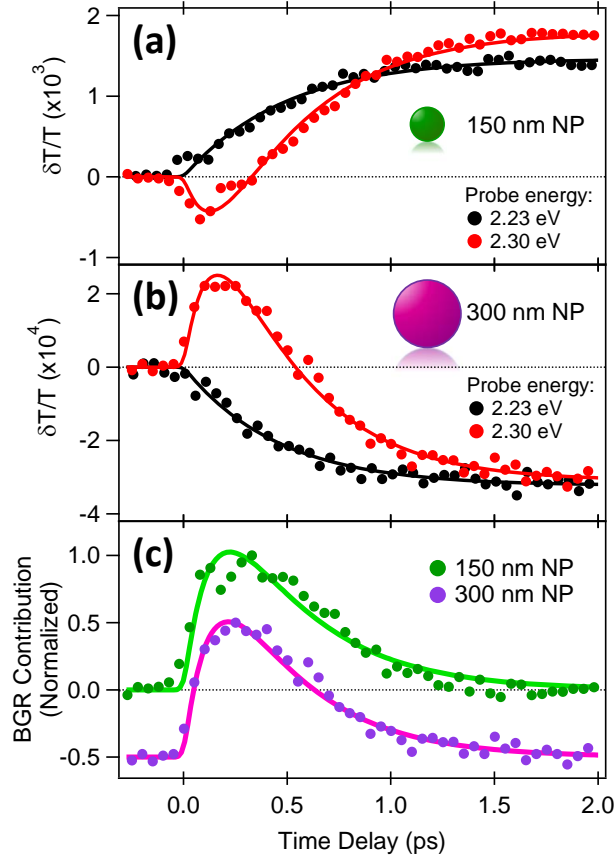 (a)
δT/T (x10³)
2
1
0
-1
150 nm NP
Probe energy:
2.23 eV
2.30 eV
(b)
δT/T (x10⁴)
2
0
-2
-4
300 nm NP
Probe energy:
2.23 eV
2.30 eV
(c)
BGR Contribution
(Normalized)
1.0
0.5
0.0
-0.5
150 nm NP
300 nm NP
0.0 0.5 1.0 1.5 2.0
Time Delay (ps)